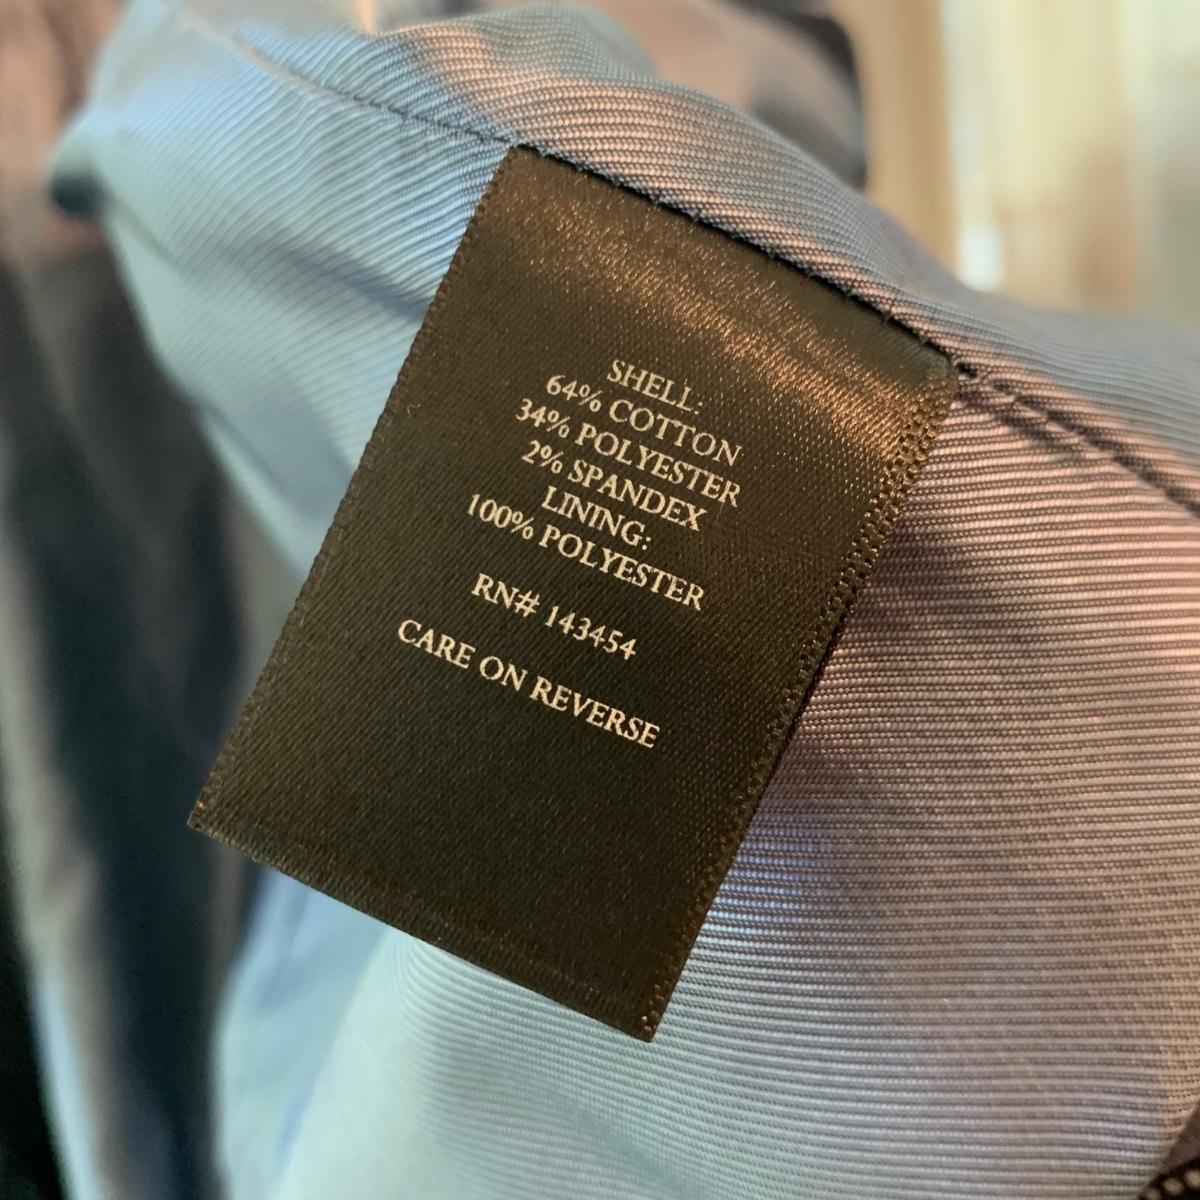 SHELL:
64% COTTON
34% POLYESTER
2% SPANDEX
LINING:
100% POLYESTER
RN# 143454
CARE ON REVERSE